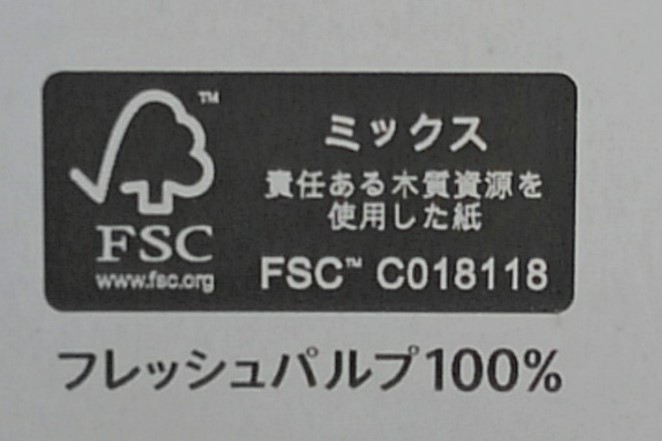 TM
FSC
www.fsc.org
ミックス
責任ある木質資源を
使用した紙
FSC™ C018118
フレッシュパルプ100%